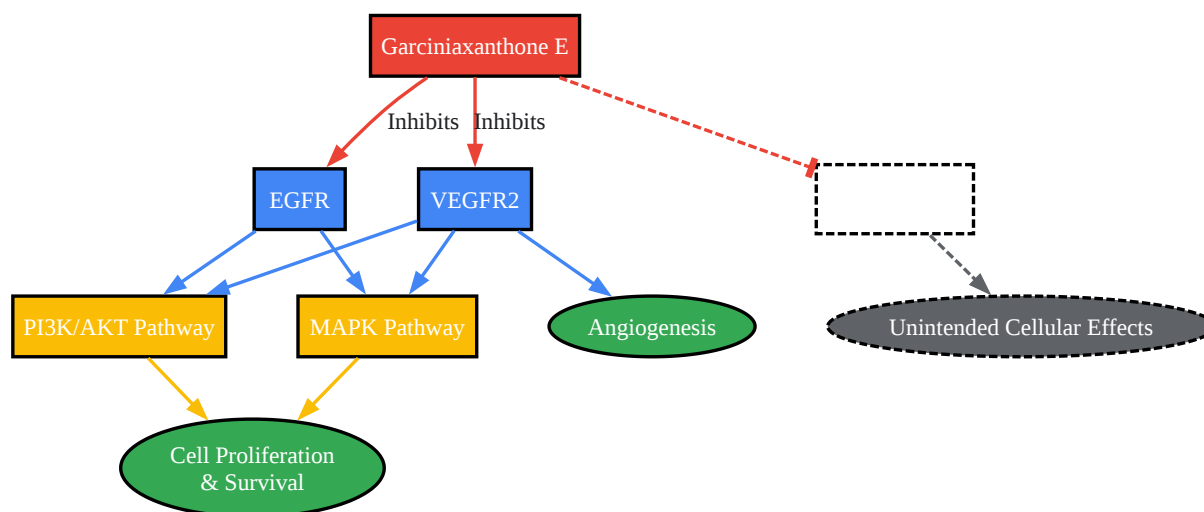 Garciniaxanthone E
Inhibits
Inhibits
EGFR
VEGFR2
PI3K/AKT Pathway
MAPK Pathway
Angiogenesis
Unintended Cellular Effects
Cell Proliferation
& Survival